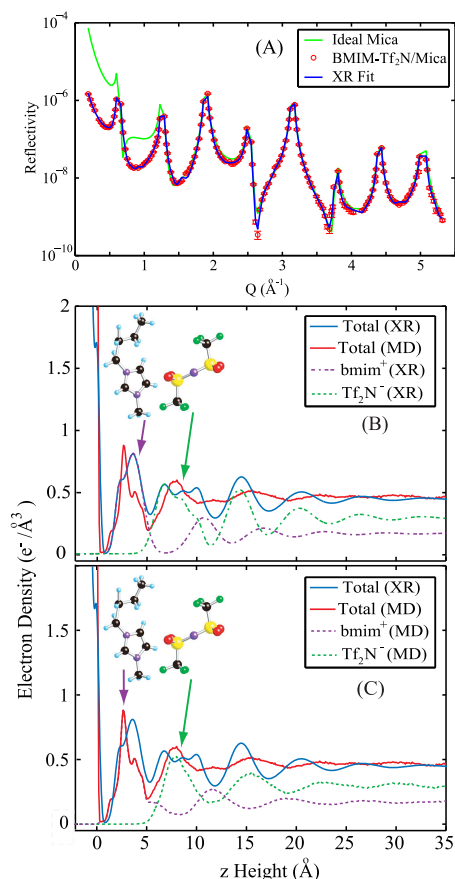 10⁻⁴
(A)
Ideal Mica
BMIM-Tf₂N/Mica
XR Fit
10⁻⁶
Reflectivity
10⁻⁸
10⁻¹⁰
0 1 2 3 4 5
Q (Å⁻¹)
2
Total (XR)
Total (MD)
bmim⁺ (XR)
Tf₂N⁻ (XR)
1.5
(B)
1
0.5
0
Electron Density (e⁻/Å³)
Total (XR)
Total (MD)
bmim⁺ (MD)
Tf₂N⁻ (MD)
1.5
(C)
1
0.5
0
0 5 10 15 20 25 30 35
z Height (Å)